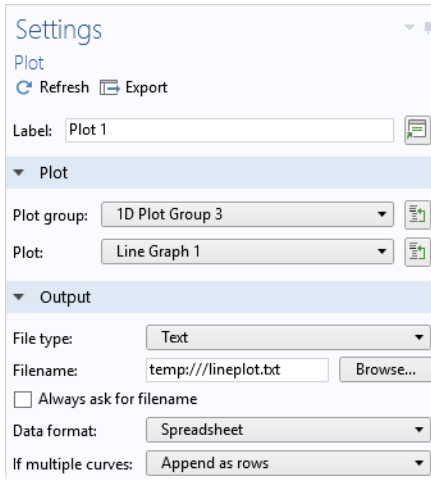 Settings
Plot
Refresh Export
Label: Plot 1
Plot
Plot group: 1D Plot Group 3
Plot: Line Graph 1
Output
File type: Text
Filename: temp:///lineplot.txt Browse...
Always ask for filename
Data format: Spreadsheet
If multiple curves: Append as rows